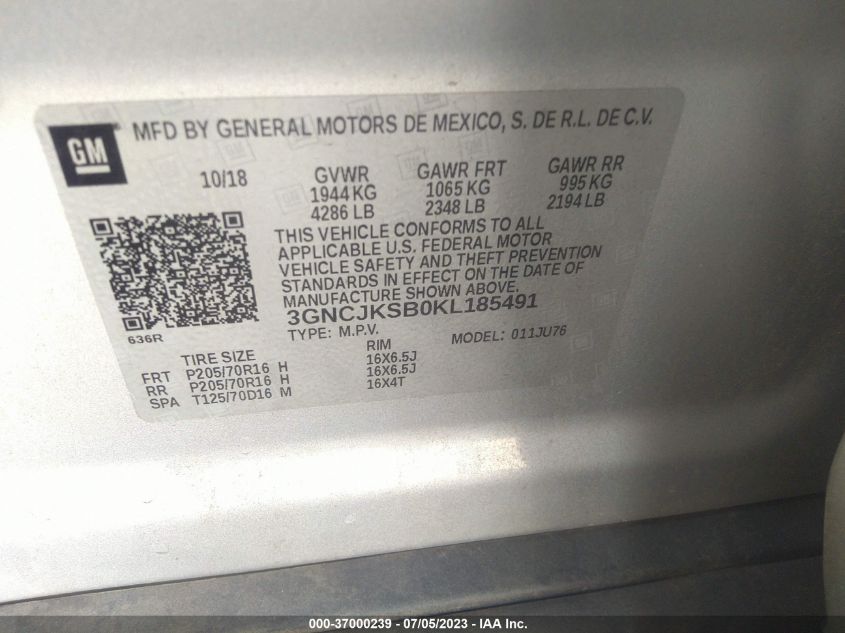 GM
MFD BY GENERAL MOTORS DE MEXICO, S. DE R.L. DE C.V.
10/18
GVWR
1944 KG
4286 LB
GAWR FRT
1065 KG
2348 LB
GAWR RR
995 KG
2194 LB
THIS VEHICLE CONFORMS TO ALL
APPLICABLE U.S. FEDERAL MOTOR
VEHICLE SAFETY AND THEFT PREVENTION
STANDARDS IN EFFECT ON THE DATE OF
MANUFACTURE SHOWN ABOVE.
3GNCJKSB0KL185491
636R
TYPE: M.P.V.
MODEL: 011JU76
TIRE SIZE RIM
FRT P205/70R16 H 16X6.5J
RR P205/70R16 H 16X6.5J
SPA T125/70D16 M 16X4T
000-37000239 - 07/05/2023 - IAA Inc.